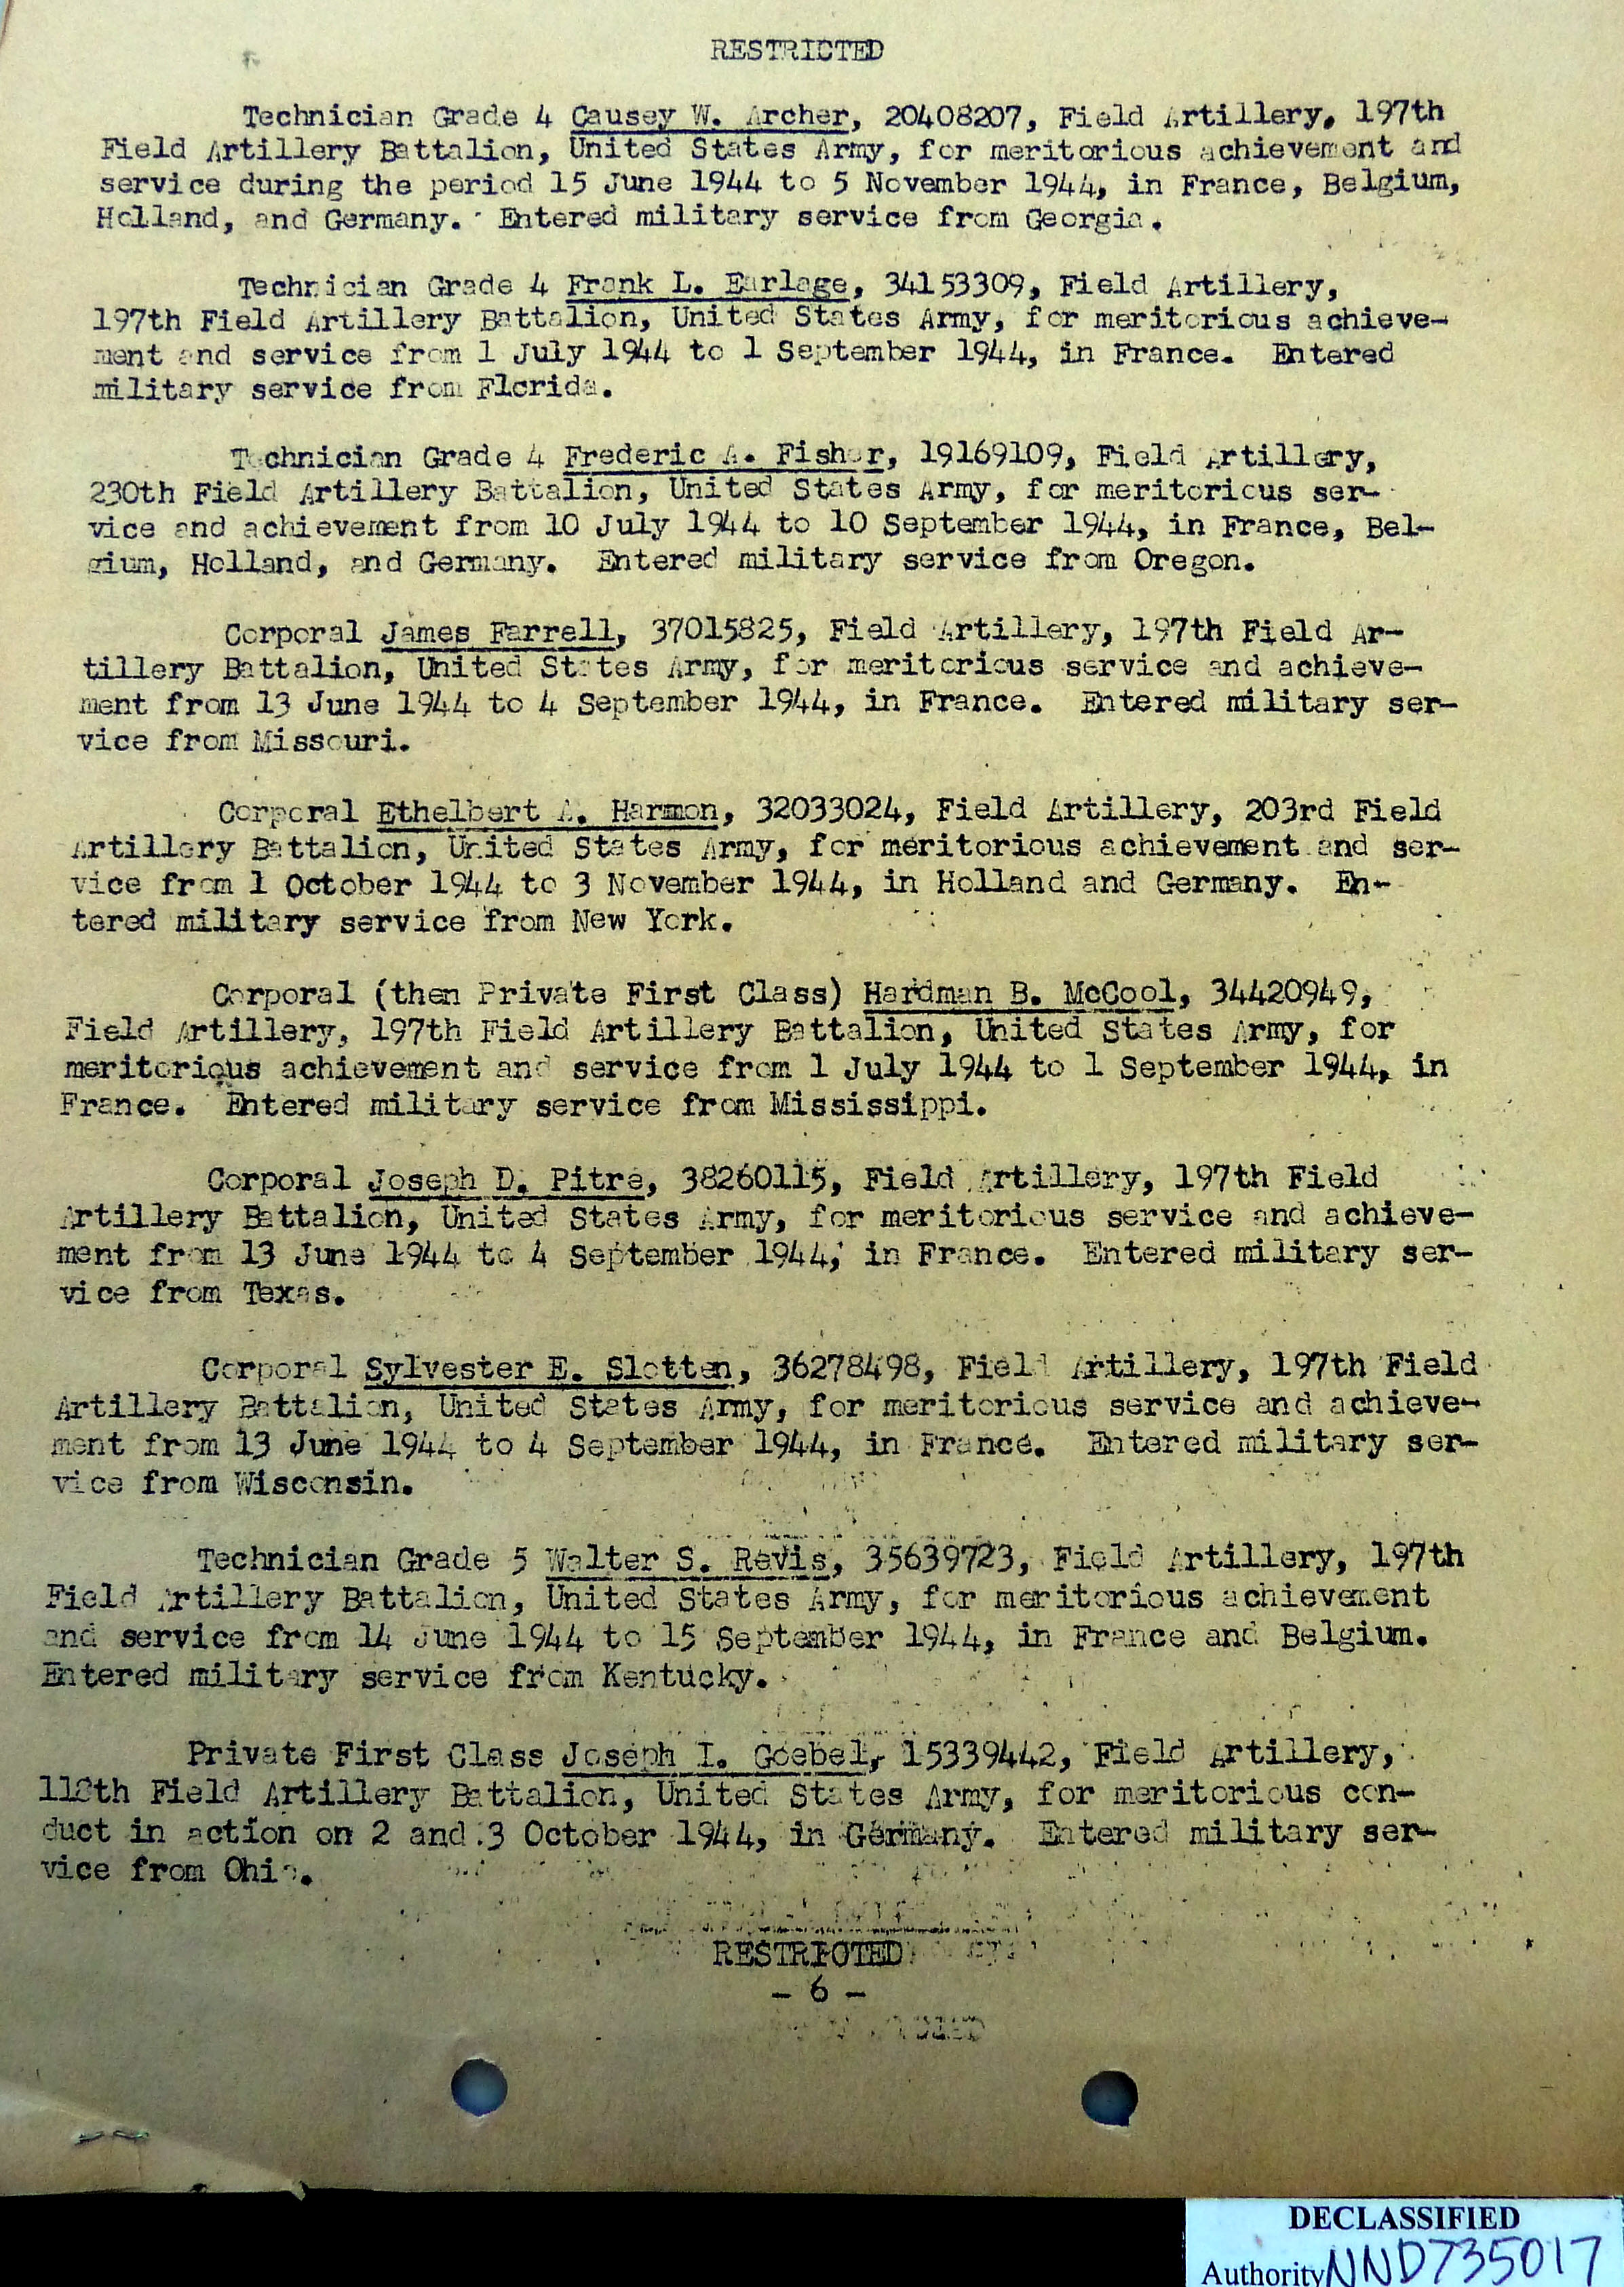 RESTRICTED
Technician Grade 4 Causey W. Archer, 20408207, Field Artillery, 197th
Field Artillery Battalion, United States Army, for meritorious achievement and
service during the period 15 June 1944 to 5 November 1944, in France, Belgium,
Holland, and Germany. Entered military service from Georgia.
Technician Grade 4 Frank L. Earlage, 34153309, Field Artillery,
197th Field Artillery Battalion, United States Army, for meritorious achieve-
ment and service from 1 July 1944 to 1 September 1944, in France. Entered
military service from Florida.
Technician Grade 4 Frederic A. Fisher, 19169109, Field Artillery,
230th Field Artillery Battalion, United States Army, for meritorious ser-
vice and achievement from 10 July 1944 to 10 September 1944, in France, Bel-
gium, Holland, and Germany. Entered military service from Oregon.
Corporal James Farrell, 37015825, Field Artillery, 197th Field Ar-
tillery Battalion, United States Army, for meritorious service and achieve-
ment from 13 June 1944 to 4 September 1944, in France. Entered military ser-
vice from Missouri.
Corporal Ethelbert A. Harmon, 32033024, Field Artillery, 203rd Field
Artillery Battalion, United States Army, for meritorious achievement and ser-
vice from 1 October 1944 to 3 November 1944, in Holland and Germany. En-
tered military service from New York.
Corporal (then Private First Class) Hardman B. McCool, 34420949,
Field Artillery, 197th Field Artillery Battalion, United States Army, for
meritorious achievement and service from 1 July 1944 to 1 September 1944, in
France. Entered military service from Mississippi.
Corporal Joseph D. Pitre, 38260115, Field Artillery, 197th Field
Artillery Battalion, United States Army, for meritorious service and achieve-
ment from 13 June 1944 to 4 September 1944, in France. Entered military ser-
vice from Texas.
Corporal Sylvester E. Slotten, 36278498, Field Artillery, 197th Field
Artillery Battalion, United States Army, for meritorious service and achieve-
ment from 13 June 1944 to 4 September 1944, in France. Entered military ser-
vice from Wisconsin.
Technician Grade 5 Walter S. Revis, 35639723, Field Artillery, 197th
Field Artillery Battalion, United States Army, for meritorious achievement
and service from 14 June 1944 to 15 September 1944, in France and Belgium.
Entered military service from Kentucky.
Private First Class Joseph I. Goebel, 15339442, Field Artillery,
118th Field Artillery Battalion, United States Army, for meritorious con-
duct in action on 2 and 3 October 1944, in Germany. Entered military ser-
vice from Ohio.
RESTRICTED
- 6 -
DECLASSIFIED
Authority NND735017